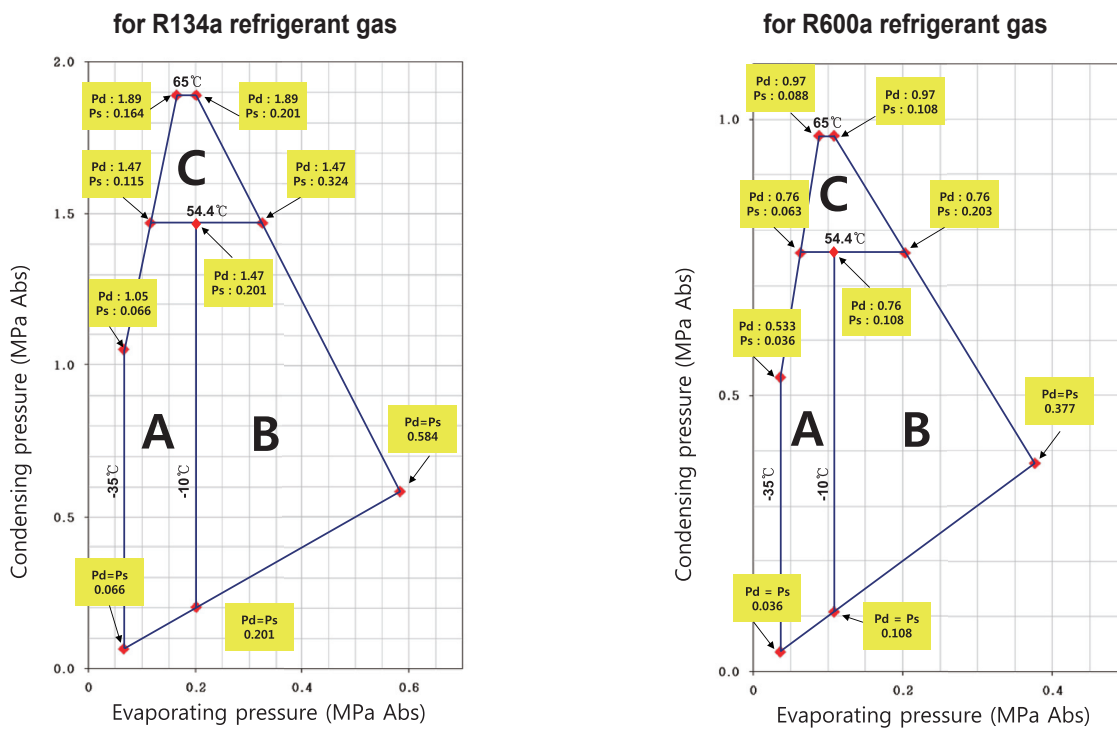 for R134a refrigerant gas
2.0
1.5
1.0
0.5
0.0
0
0.2
0.4
0.6
Condensing pressure (MPa Abs)
Evaporating pressure (MPa Abs)
65℃
Pd : 1.89
Ps : 0.164
Pd : 1.89
Ps : 0.201
C
Pd : 1.47
Ps : 0.115
Pd : 1.47
Ps : 0.324
54.4℃
Pd : 1.47
Ps : 0.201
Pd : 1.05
Ps : 0.066
A
B
Pd=Ps
0.584
-35℃
-10℃
Pd=Ps
0.066
Pd=Ps
0.201
for R600a refrigerant gas
1.0
0.5
0.0
0
0.2
0.4
Condensing pressure (MPa Abs)
Evaporating pressure (MPa Abs)
Pd : 0.97
Ps : 0.088
Pd : 0.97
Ps : 0.108
65℃
C
Pd : 0.76
Ps : 0.063
Pd : 0.76
Ps : 0.203
54.4℃
Pd : 0.76
Ps : 0.108
Pd : 0.533
Ps : 0.036
A
B
Pd=Ps
0.377
-35℃
-10℃
Pd = Ps
0.036
Pd = Ps
0.108